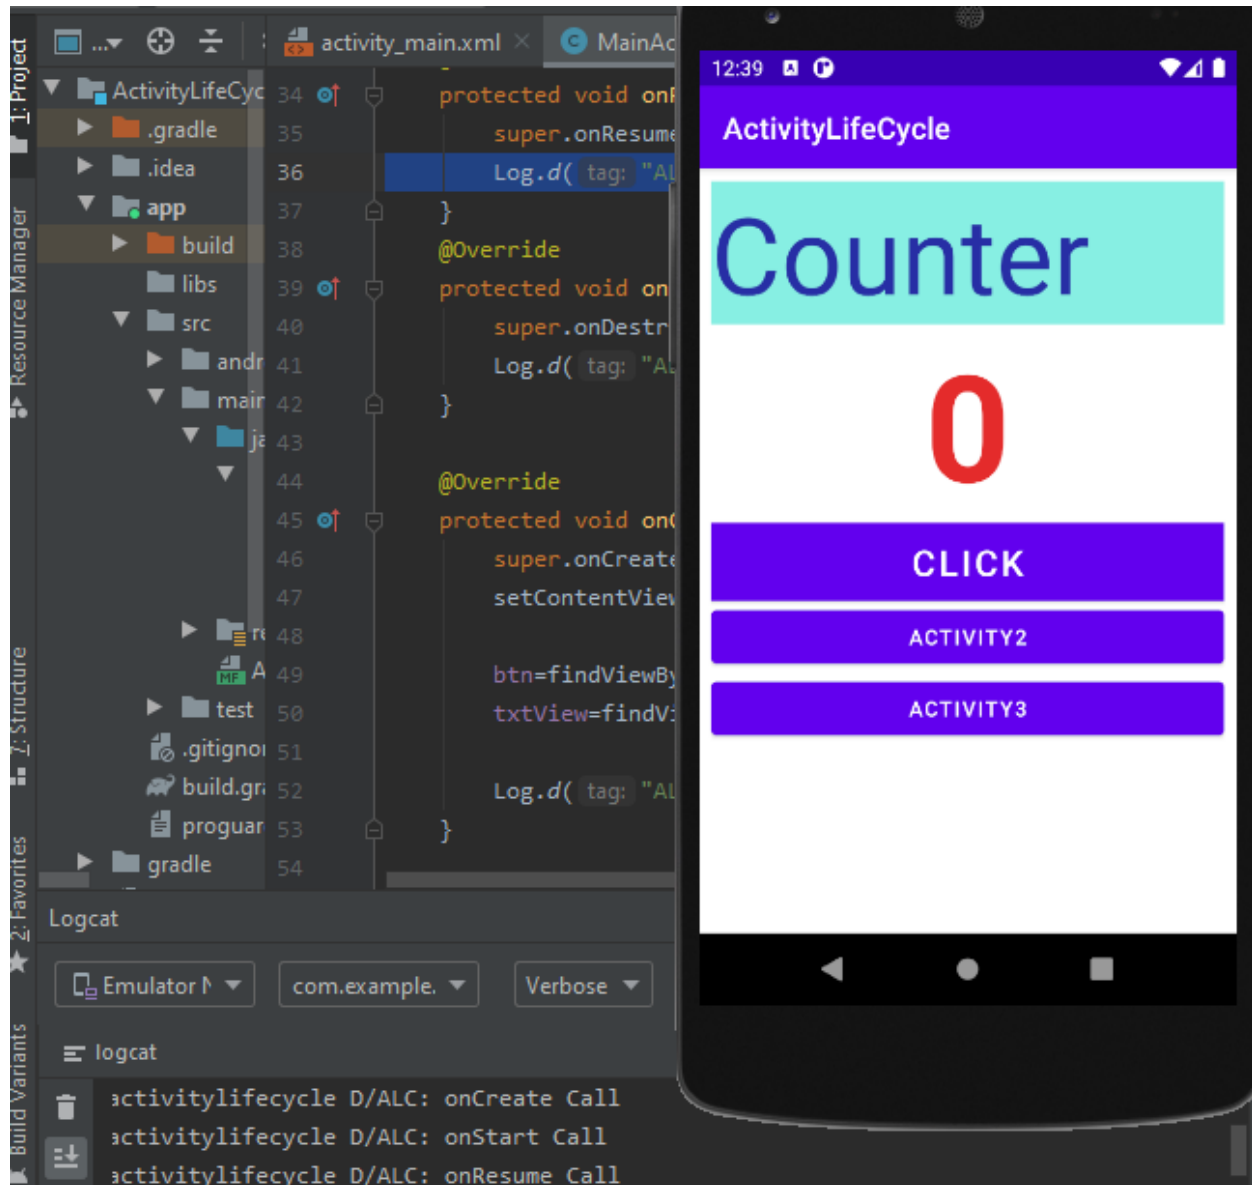 1: Project
Resource Manager
7: Structure
2: Favorites
Build Variants
...
ActivityLifeCyc
.gradle
.idea
app
build
libs
src
andr
main
ja
re
A
test
.gitignor
build.gra
proguar
gradle
activity_main.xml
MainAc
34 protected void onR
35 super.onResume
36 Log.d( tag: "AL
37 }
38 @Override
39 protected void on
40 super.onDestr
41 Log.d( tag: "AL
42 }
43
44 @Override
45 protected void onC
46 super.onCreate
47 setContentView
48
49 btn=findViewBy
50 txtView=findVi
51
52 Log.d( tag: "AL
53 }
54
Logcat
Emulator N
com.example.
Verbose
logcat
activitylifecycle D/ALC: onCreate Call
activitylifecycle D/ALC: onStart Call
activitylifecycle D/ALC: onResume Call
12:39
ActivityLifeCycle
Counter
0
CLICK
ACTIVITY2
ACTIVITY3